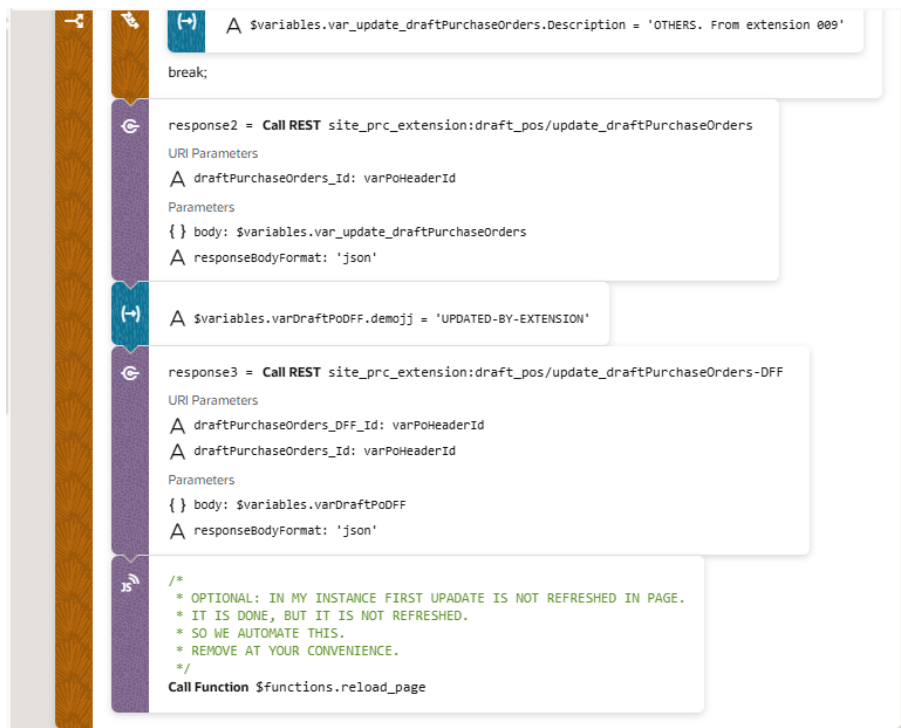 $variables.var_update_draftPurchaseOrders.Description = 'OTHERS. From extension 009'
break;
response2 = Call REST site_prc_extension:draft_pos/update_draftPurchaseOrders
URI Parameters
A draftPurchaseOrders_Id: varPoHeaderId
Parameters
{ } body: $variables.var_update_draftPurchaseOrders
A responseBodyFormat: 'json'
A $variables.varDraftPoDFF.demojj = 'UPDATED-BY-EXTENSION'
response3 = Call REST site_prc_extension:draft_pos/update_draftPurchaseOrders-DFF
URI Parameters
A draftPurchaseOrders_DFF_Id: varPoHeaderId
A draftPurchaseOrders_Id: varPoHeaderId
Parameters
{ } body: $variables.varDraftPoDFF
A responseBodyFormat: 'json'
JS
/*
* OPTIONAL: IN MY INSTANCE FIRST UPADATE IS NOT REFRESHED IN PAGE.
* IT IS DONE, BUT IT IS NOT REFRESHED.
* SO WE AUTOMATE THIS.
* REMOVE AT YOUR CONVENIENCE.
*/
Call Function $functions.reload_page